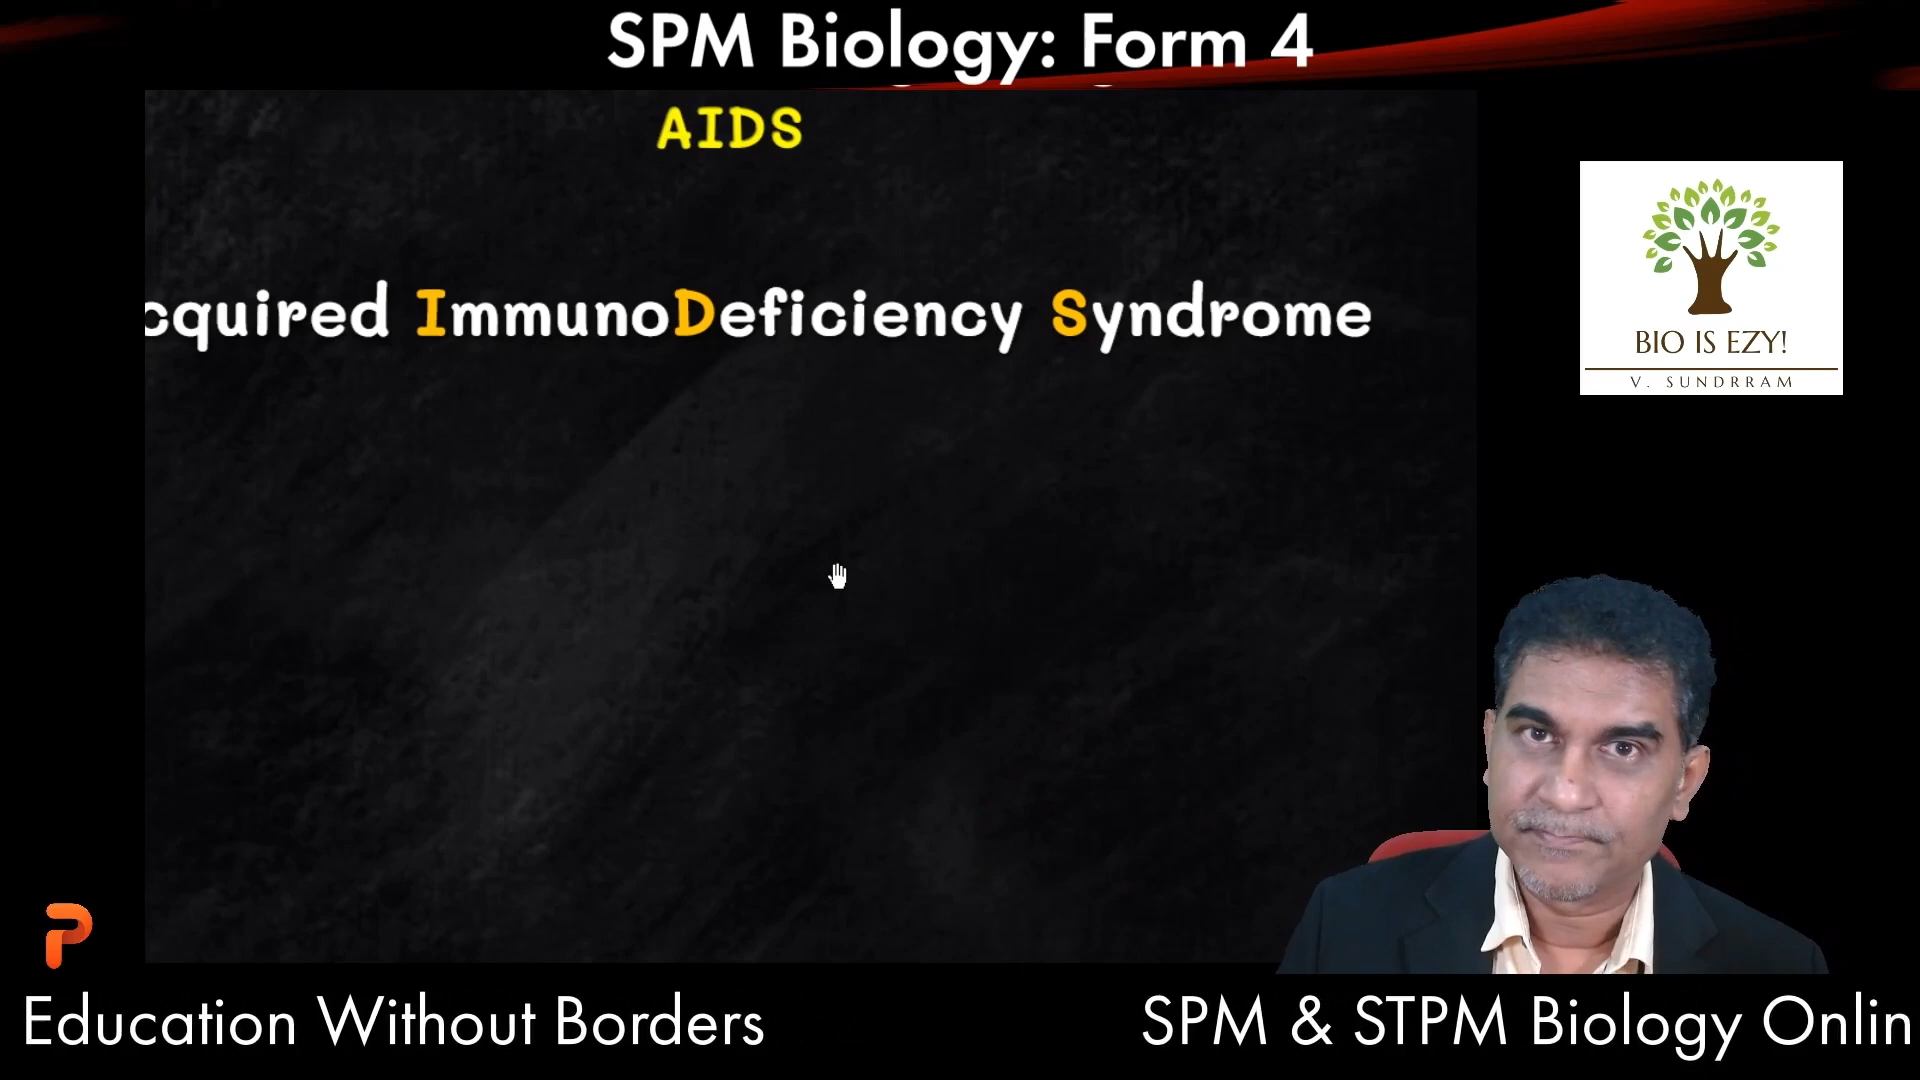 SPM Biology: Form 4
AIDS
cquired ImmunoDeficiency Syndrome
BIO IS EZY!
V. SUNDRRAM
Education Without Borders
SPM & STPM Biology Onlin